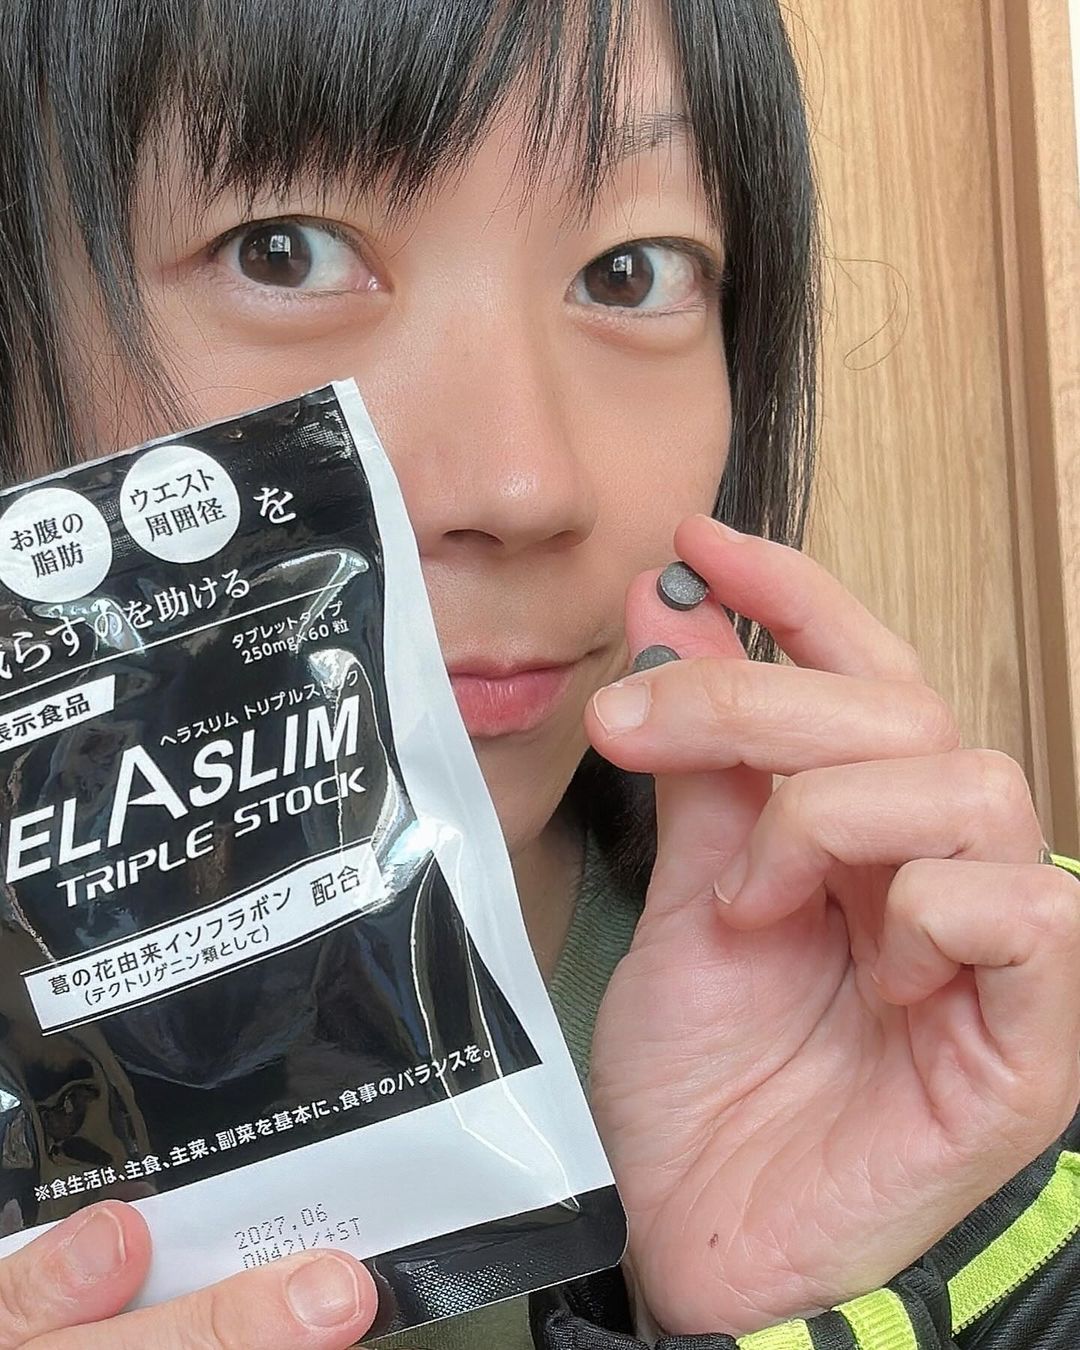 お腹の
脂肪
ウエスト
周囲径
を
減らすのを助ける
タブレットタイプ
250mg×60粒
表示食品
ヘラスリム トリプルストック
ELASLIM
TRIPLE STOCK
葛の花由来イソフラボン 配合
(テクトリゲニン類として)
※食生活は、主食、主菜、副菜を基本に、食事のバランスを。
2027.06